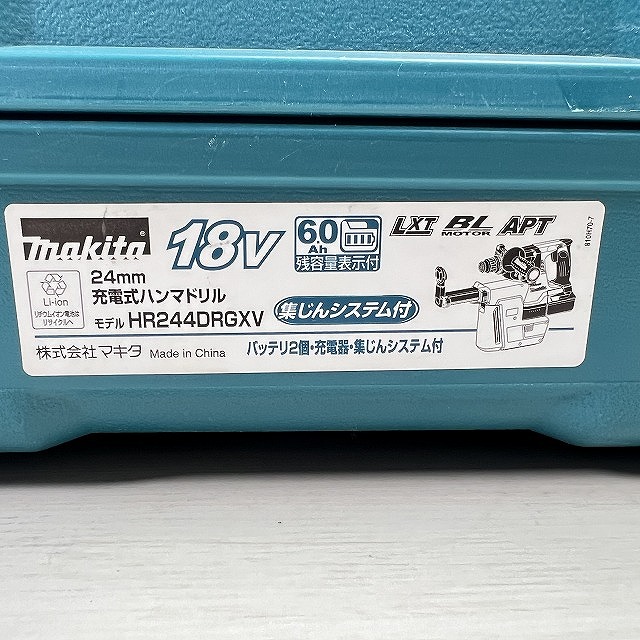 makita 18V 6.0Ah 残容量表示付 LXT BL MOTOR APT
Li-ion
リチウムイオン電池は
リサイクルへ
24mm
充電式ハンマドリル
モデル HR244DRGXV
集じんシステム付
株式会社マキタ Made in China
バッテリ2個・充電器・集じんシステム付